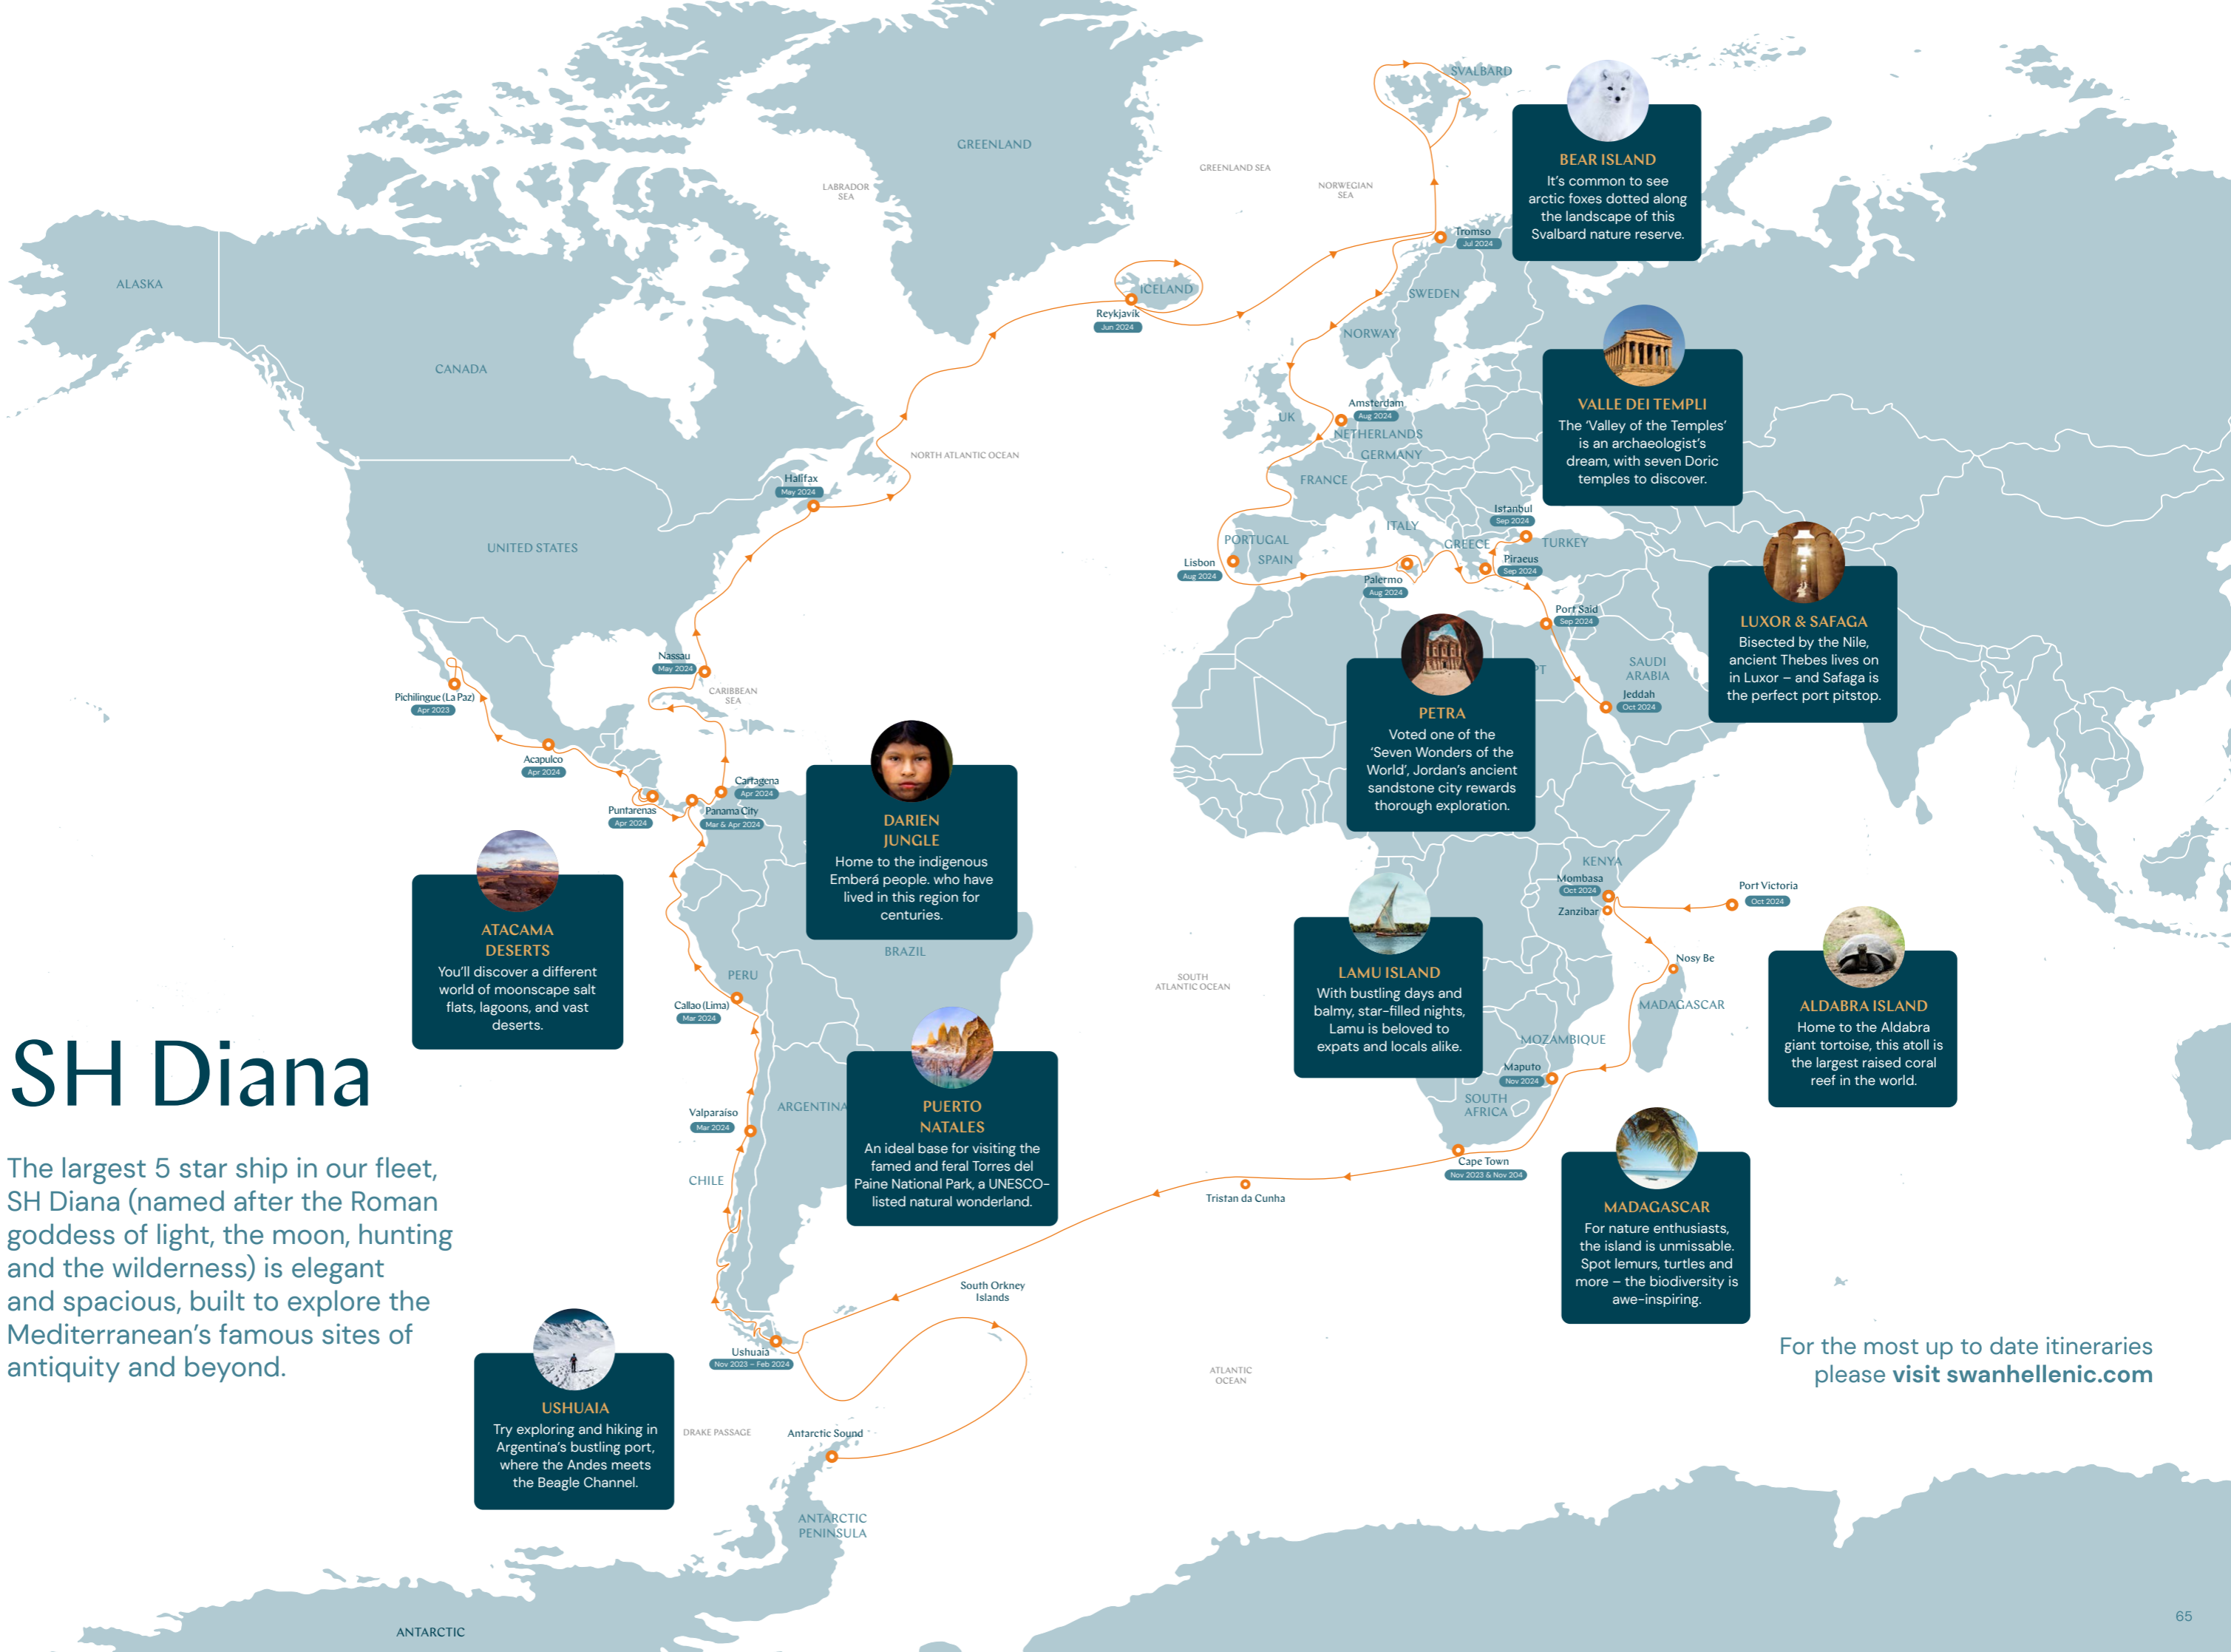 SVALBARD
GREENLAND
GREENLAND SEA
NORWEGIAN
SEA
LABRADOR
SEA
BEAR ISLAND
It's common to see
arctic foxes dotted along
the landscape of this
Svalbard nature reserve.
Tromso
Jul 2024
ALASKA
ICELAND
Reykjavik
Jun 2024
SWEDEN
NORWAY
CANADA
VALLE DEI TEMPLI
The 'Valley of the Temples'
is an archaeologist's
dream, with seven Doric
temples to discover.
Amsterdam
Aug 2024
UK
NETHERLANDS
GERMANY
NORTH ATLANTIC OCEAN
FRANCE
Halifax
May 2024
Istanbul
Sep 2024
ITALY
PORTUGAL
GREECE
TURKEY
UNITED STATES
SPAIN
Lisbon
Aug 2024
Piraeus
Sep 2024
Palermo
Aug 2024
Port Said
Sep 2024
LUXOR & SAFAGA
Bisected by the Nile,
ancient Thebes lives on
in Luxor – and Safaga is
the perfect port pitstop.
Nassau
May 2024
SAUDI
ARABIA
PT
CARIBBEAN
SEA
Pichilingue (La Paz)
Apr 2023
Jeddah
Oct 2024
PETRA
Voted one of the
'Seven Wonders of the
World', Jordan's ancient
sandstone city rewards
thorough exploration.
Acapulco
Apr 2024
Cartagena
Apr 2024
Puntarenas
Apr 2024
Panama City
Mar & Apr 2024
DARIEN
JUNGLE
Home to the indigenous
Emberá people. who have
lived in this region for
centuries.
KENYA
Mombasa
Oct 2024
Port Victoria
Oct 2024
Zanzibar
ATACAMA
DESERTS
You'll discover a different
world of moonscape salt
flats, lagoons, and vast
deserts.
BRAZIL
PERU
Nosy Be
SOUTH
ATLANTIC OCEAN
LAMU ISLAND
With bustling days and
balmy, star-filled nights,
Lamu is beloved to
expats and locals alike.
Callao (Lima)
Mar 2024
MADAGASCAR
ALDABRA ISLAND
Home to the Aldabra
giant tortoise, this atoll is
the largest raised coral
reef in the world.
MOZAMBIQUE
Maputo
Nov 2024
SH Diana
The largest 5 star ship in our fleet,
SH Diana (named after the Roman
goddess of light, the moon, hunting
and the wilderness) is elegant
and spacious, built to explore the
Mediterranean's famous sites of
antiquity and beyond.
Valparaíso
Mar 2024
ARGENTINA
PUERTO
NATALES
An ideal base for visiting the
famed and feral Torres del
Paine National Park, a UNESCO-
listed natural wonderland.
SOUTH
AFRICA
CHILE
Cape Town
Nov 2023 & Nov 204
Tristan da Cunha
MADAGASCAR
For nature enthusiasts,
the island is unmissable.
Spot lemurs, turtles and
more – the biodiversity is
awe-inspiring.
South Orkney
Islands
Ushuaia
Nov 2023 – Feb 2024
ATLANTIC
OCEAN
For the most up to date itineraries
please visit swanhellenic.com
USHUAIA
Try exploring and hiking in
Argentina's bustling port,
where the Andes meets
the Beagle Channel.
DRAKE PASSAGE
Antarctic Sound
ANTARCTIC
PENINSULA
ANTARCTIC
65